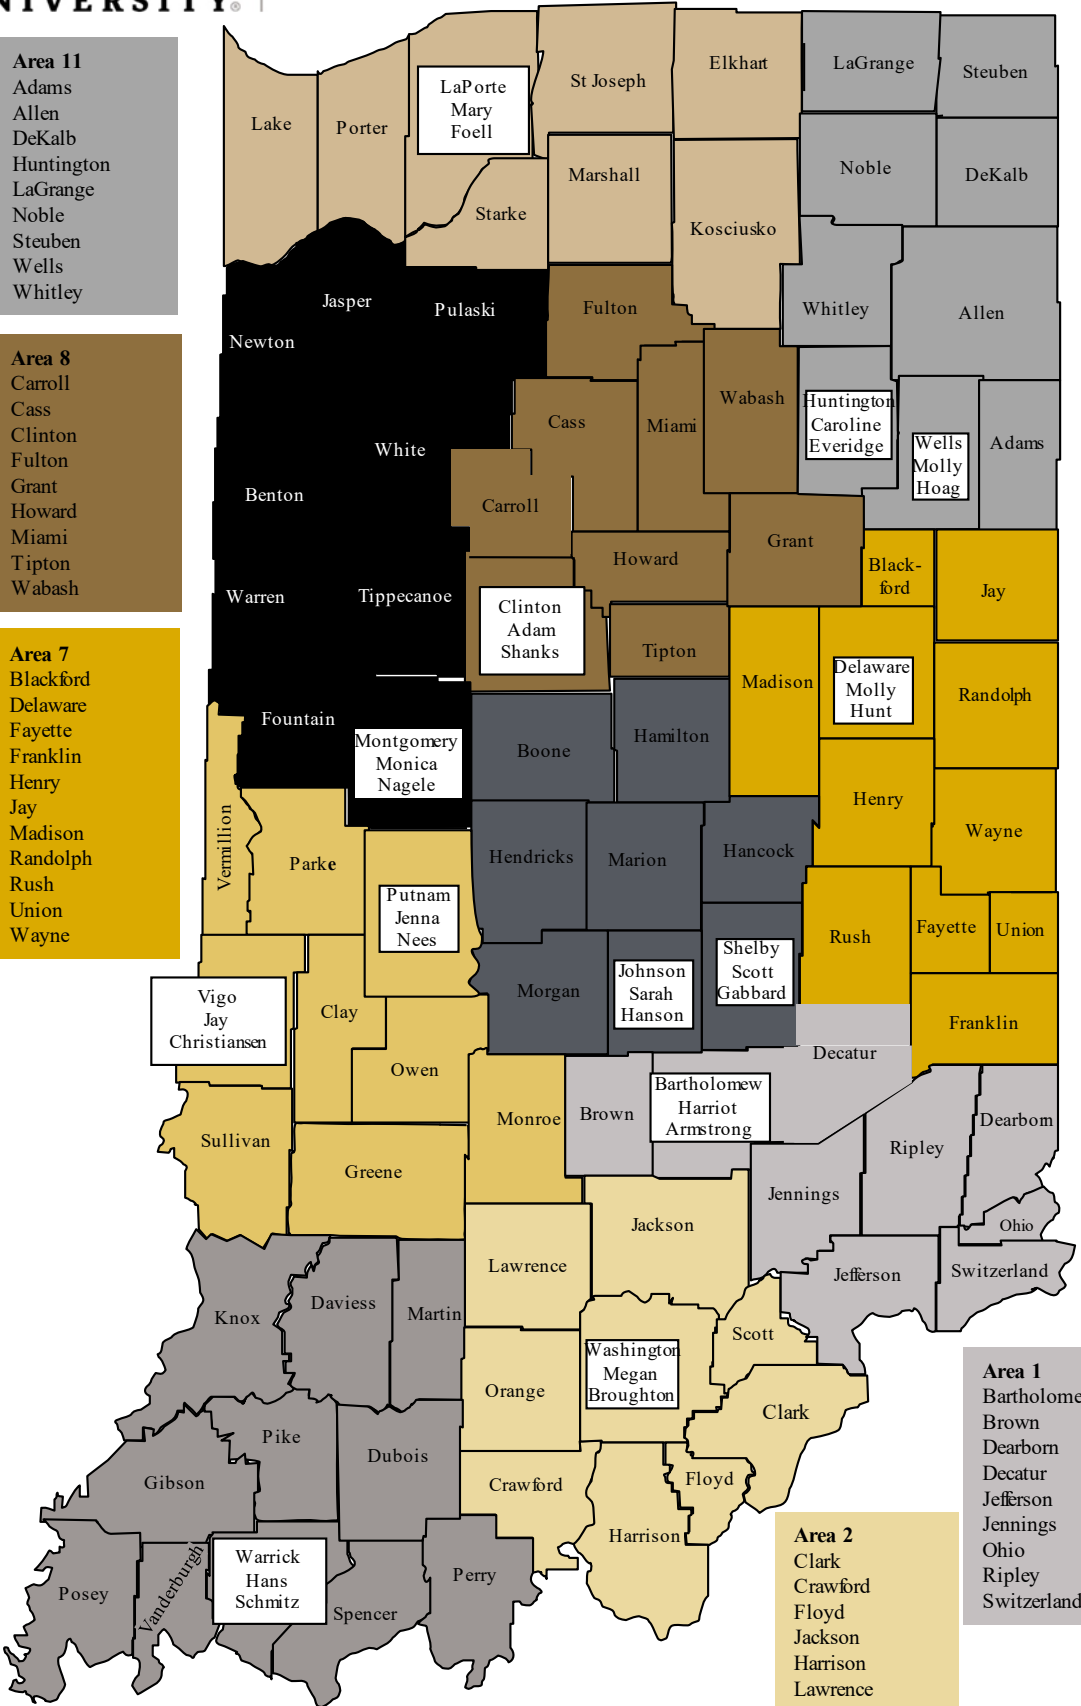 NIVERSITY®
Area 11
Adams
Allen
DeKalb
Huntington
LaGrange
Noble
Steuben
Wells
Whitley
Area 8
Carroll
Cass
Clinton
Fulton
Grant
Howard
Miami
Tipton
Wabash
Area 7
Blackford
Delaware
Fayette
Franklin
Henry
Jay
Madison
Randolph
Rush
Union
Wayne
Lake
Porter
LaPorte
Mary
Foell
St Joseph
Elkhart
LaGrange
Steuben
Starke
Marshall
Kosciusko
Noble
DeKalb
Jasper
Pulaski
Newton
Fulton
Whitley
Allen
White
Cass
Miami
Wabash
Huntington
Caroline
Everidge
Wells
Molly
Hoag
Adams
Benton
Carroll
Howard
Grant
Black-
ford
Jay
Warren
Tippecanoe
Clinton
Adam
Shanks
Tipton
Madison
Delaware
Molly
Hunt
Randolph
Fountain
Montgomery
Monica
Nagele
Boone
Hamilton
Henry
Wayne
Vermillion
Parke
Putnam
Jenna
Nees
Hendricks
Marion
Hancock
Rush
Fayette
Union
Vigo
Jay
Christiansen
Clay
Owen
Morgan
Johnson
Sarah
Hanson
Shelby
Scott
Gabbard
Franklin
Decatur
Sullivan
Greene
Monroe
Brown
Bartholomew
Harriot
Armstrong
Jennings
Ripley
Dearborn
Ohio
Switzerland
Jefferson
Jackson
Lawrence
Knox
Daviess
Martin
Orange
Washington
Megan
Broughton
Scott
Clark
Gibson
Pike
Dubois
Crawford
Harrison
Floyd
Posey
Vanderburgh
Warrick
Hans
Schmitz
Spencer
Perry
Area 1
Bartholome
Brown
Dearborn
Decatur
Jefferson
Jennings
Ohio
Ripley
Switzerland
Area 2
Clark
Crawford
Floyd
Jackson
Harrison
Lawrence